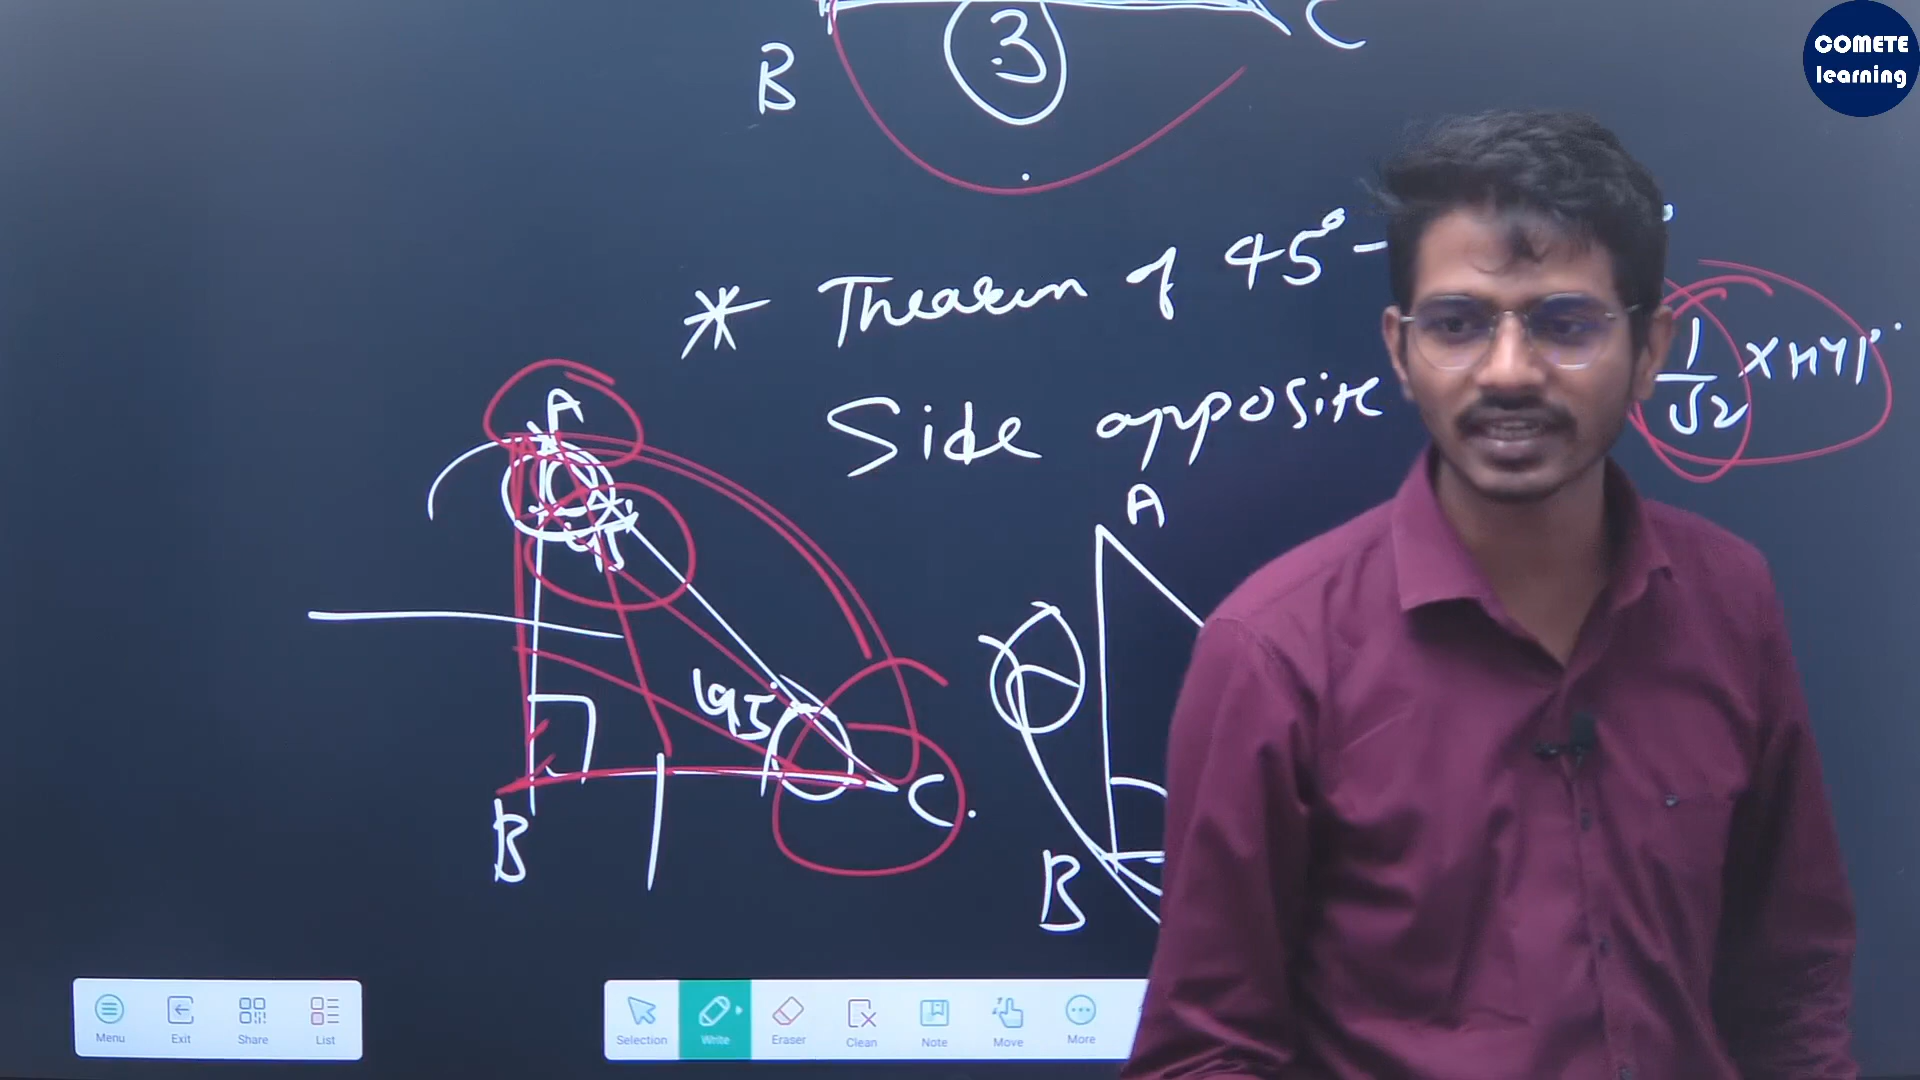 COMETE
learning
3
B
C
* Theorem of 45° -
Side opposite
1/√2 × HYP.
A
45
45
B
C.
A
B
Menu
Exit
Share
List
Selection
Write
Eraser
Clean
Note
Move
More